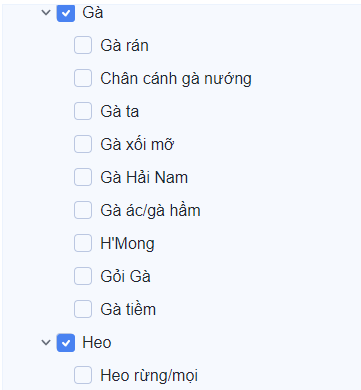 Gà
Gà rán
Chân cánh gà nướng
Gà ta
Gà xối mỡ
Gà Hải Nam
Gà ác/gà hầm
H'Mong
Gỏi Gà
Gà tiềm
Heo
Heo rừng/mọi